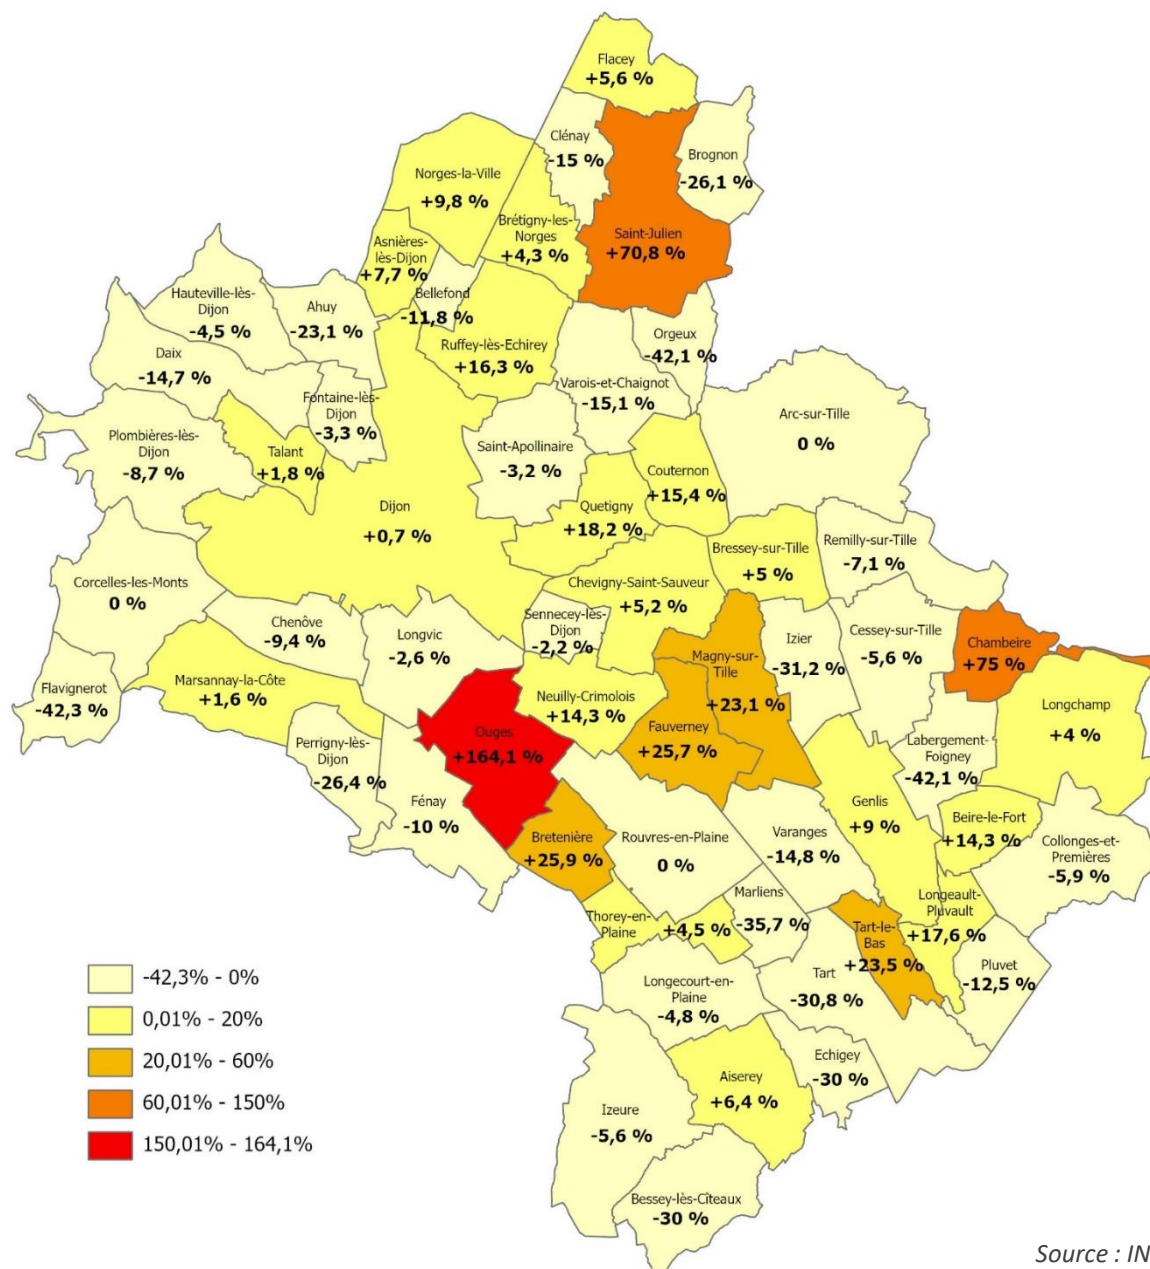 Flacey
+5,6 %
Clénay
-15 %
Brognon
-26,1 %
Norges-la-Ville
+9,8 %
Brétigny-les-
Norges
+4,3 %
Saint-Julien
+70,8 %
Asnières-
lès-Dijon
+7,7 %
Bellefond
-11,8 %
Hauteville-lès-
Dijon
-4,5 %
Ahuy
-23,1 %
Ruffey-lès-Echirey
+16,3 %
Orgeux
-42,1 %
Daix
-14,7 %
Fontaine-lès-
Dijon
-3,3 %
Varois-et-Chaignot
-15,1 %
Arc-sur-Tille
0 %
Plombières-lès-
Dijon
-8,7 %
Talant
+1,8 %
Saint-Apollinaire
-3,2 %
Couternon
+15,4 %
Dijon
+0,7 %
Quetigny
+18,2 %
Bressey-sur-Tille
+5 %
Remilly-sur-Tille
-7,1 %
Corcelles-les-Monts
0 %
Chevigny-Saint-Sauveur
+5,2 %
Chenôve
-9,4 %
Longvic
-2,6 %
Sennecey-lès-
Dijon
-2,2 %
Izier
-31,2 %
Cessey-sur-Tille
-5,6 %
Chambeire
+75 %
Magny-sur-
Tille
+23,1 %
Flavignerot
-42,3 %
Marsannay-la-Côte
+1,6 %
Neuilly-Crimolois
+14,3 %
Longchamp
+4 %
Ouges
+164,1 %
Fauverney
+25,7 %
Perrigny-lès-
Dijon
-26,4 %
Labergement-
Foigney
-42,1 %
Fénay
-10 %
Genlis
+9 %
Beire-le-Fort
+14,3 %
Bretenière
+25,9 %
Rouvres-en-Plaine
0 %
Varanges
-14,8 %
Collonges-et-
Premières
-5,9 %
Marliens
-35,7 %
Longeault-
Pluvault
+17,6 %
Thorey-en-
Plaine
+4,5 %
Tart-le-
Bas
+23,5 %
Pluvet
-12,5 %
Tart
-30,8 %
Longecourt-en-
Plaine
-4,8 %
Echigey
-30 %
Aiserey
+6,4 %
Izeure
-5,6 %
Bessey-lès-Cîteaux
-30 %
-42,3% - 0%
0,01% - 20%
20,01% - 60%
60,01% - 150%
150,01% - 164,1%
Source : IN